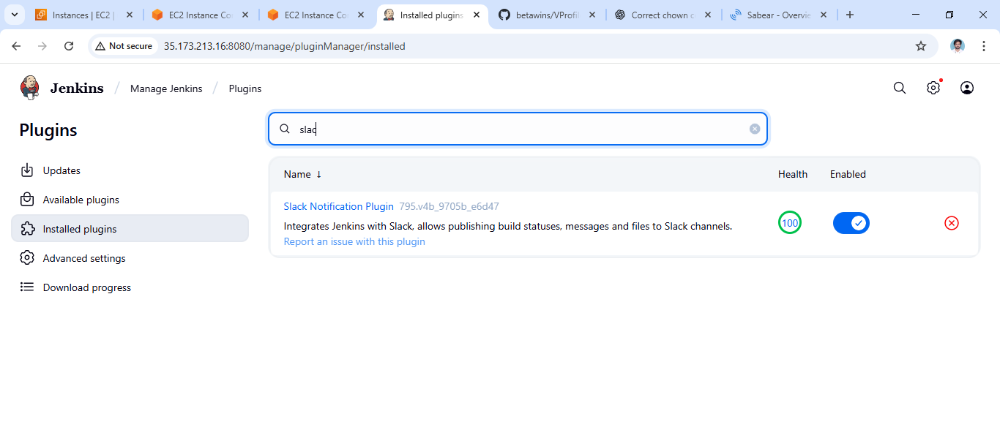 Instances | EC2 |
EC2 Instance Co
EC2 Instance Co
Installed plugins
betawins/VProfil
Correct chown c
Sabear - Overvie
Not secure
35.173.213.16:8080/manage/pluginManager/installed
Jenkins / Manage Jenkins / Plugins
Plugins
slac
Updates
Available plugins
Installed plugins
Advanced settings
Download progress
Name ↓ Health Enabled
Slack Notification Plugin 795.v4b_9705b_e6d47
Integrates Jenkins with Slack, allows publishing build statuses, messages and files to Slack channels.
Report an issue with this plugin
100